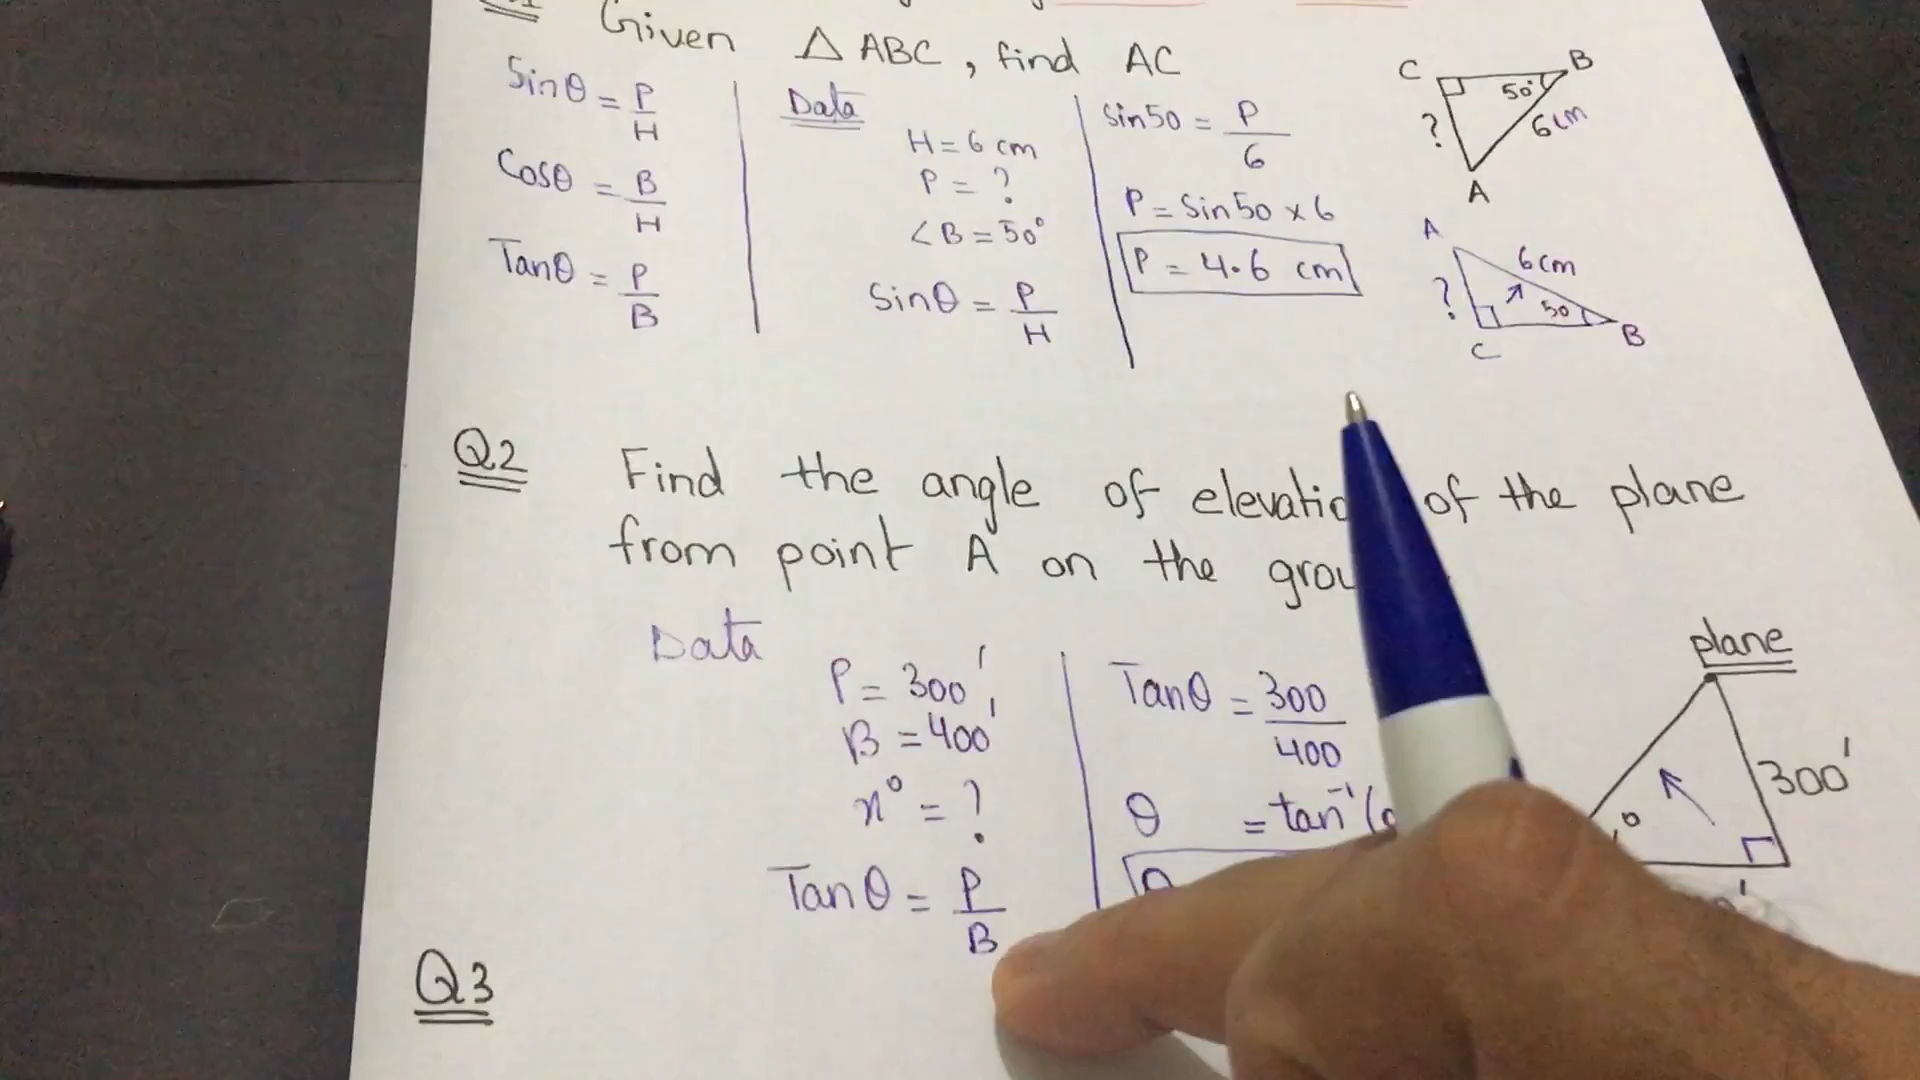 Given △ ABC, find AC
Sinθ = P/H
Cosθ = B/H
Tanθ = P/B
Data
H = 6 cm
P = ?
<B = 50°
Sinθ = P/H
Sin50 = P/6
P = Sin50 x 6
P = 4.6 cm
C
B
50°
6cm
?
A
A
6cm
?
50
C
B
Q2
Find the angle of of the plane
from point A on the
Data
P = 300'
B = 400'
x° = ?
Tanθ = P/B
Tanθ = 300/400
θ = tan⁻¹(
plane
300'
°
Q3